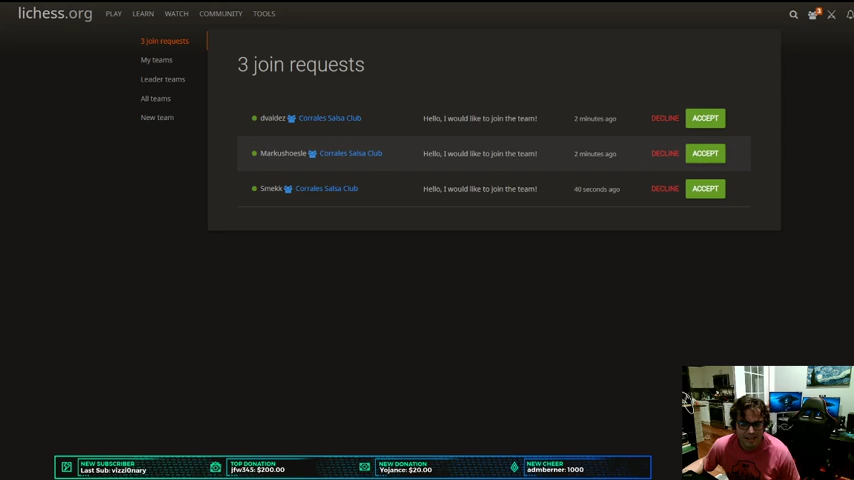 lichess.org PLAY LEARN WATCH COMMUNITY TOOLS 3
3 join requests
My teams
Leader teams
All teams
New team
3 join requests
dvaldez Corrales Salsa Club Hello, I would like to join the team! 2 minutes ago DECLINE ACCEPT
Markushoesle Corrales Salsa Club Hello, I would like to join the team! 2 minutes ago DECLINE ACCEPT
Smekk Corrales Salsa Club Hello, I would like to join the team! 40 seconds ago DECLINE ACCEPT
NEW SUBSCRIBER
Last Sub: vizzi0nary
TOP DONATION
jfw345: $200.00
NEW DONATION
Yojance: $20.00
NEW CHEER
admberner: 1000